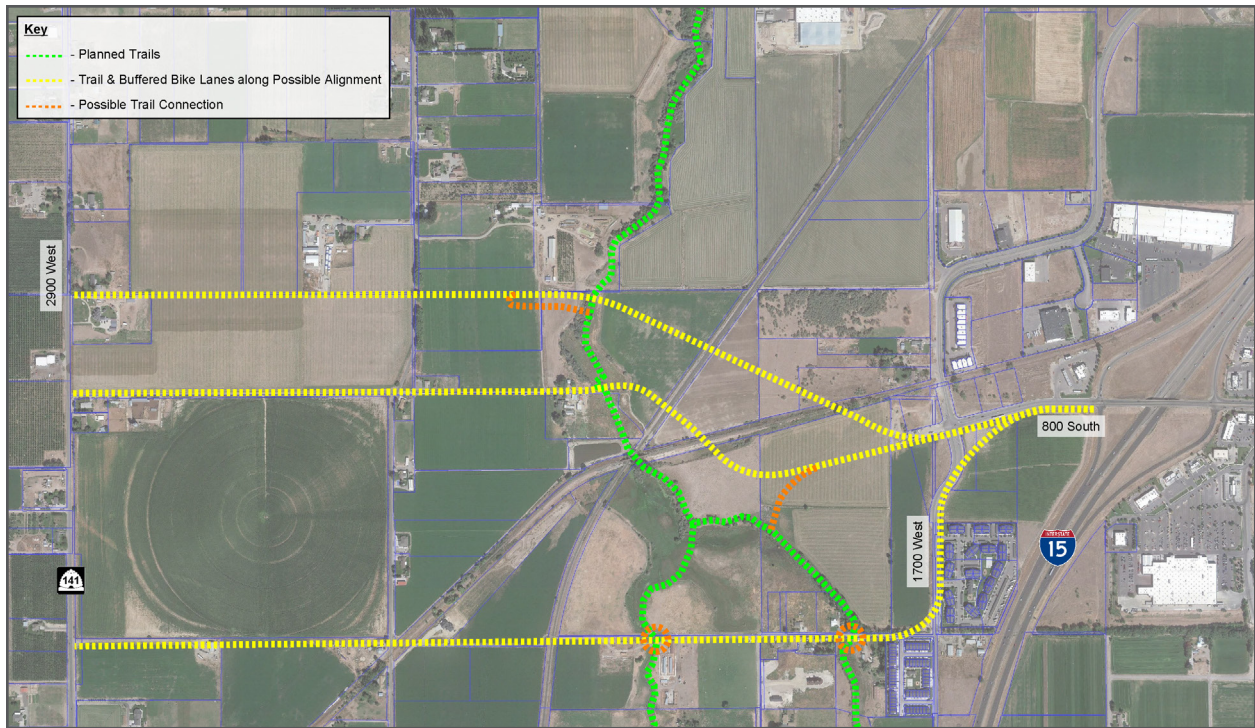 Key
- Planned Trails
- Trail & Buffered Bike Lanes along Possible Alignment
- Possible Trail Connection
2900 West
800 South
1700 West
INTERSTATE
15
141